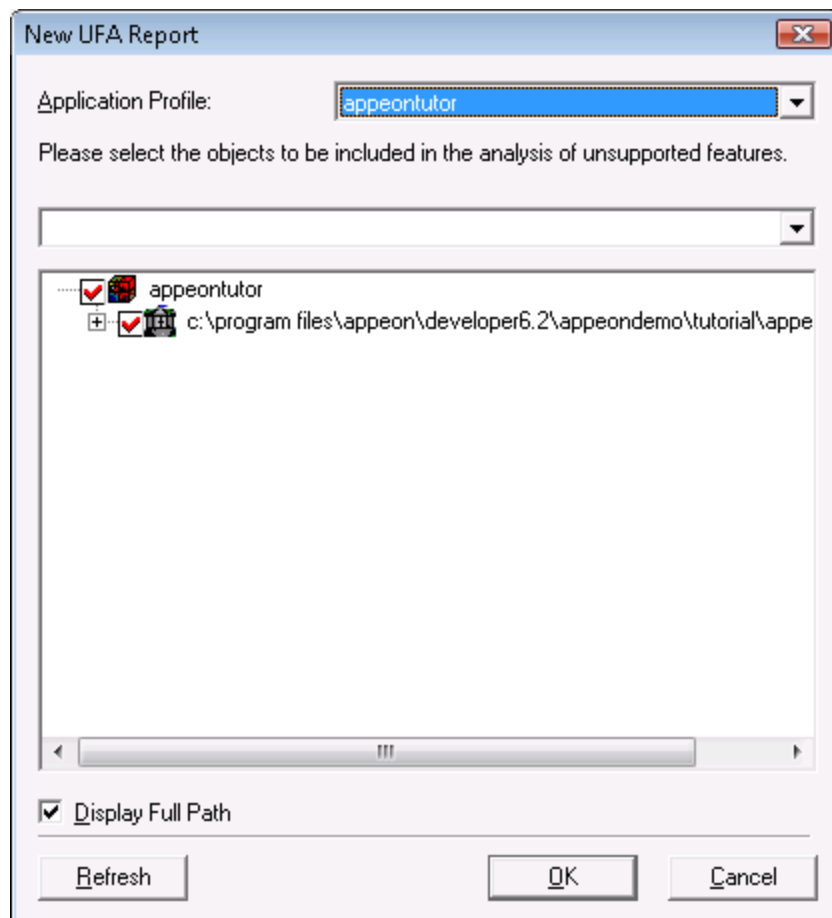 New UFA Report
Application Profile:
appeontutor
Please select the objects to be included in the analysis of unsupported features.
appeontutor
c:\program files\appeon\developer6.2\appeondemo\tutorial\appe
Display Full Path
Refresh
OK
Cancel